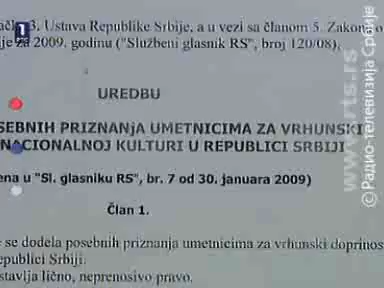 3. Ustava Republike Srbije, a u vezi sa članom 5. Zakona o
za 2009. godinu ("Službeni glasnik RS", broj 120/08),
1
UREDBU
SEBNIH PRIZNANjA UMETNICIMA ZA VRHUNSKI
NACIONALNOJ KULTURI U REPUBLICI SRBIJI
ena u "Sl. glasniku RS", br. 7 od 30. januara 2009)
Član 1.
se dodela posebnih priznanja umetnicima za vrhunski doprinos
epublici Srbiji.
stavlja lično, neprenosivo pravo.
www.rts.rs
© Радио-телевизија Србије